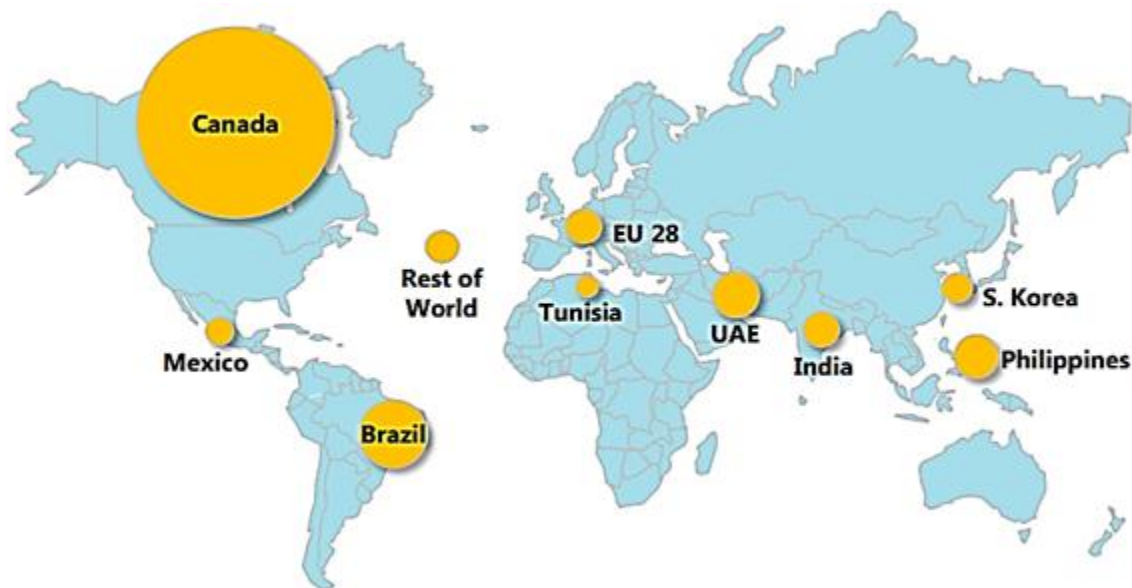 Canada
EU 28
Rest of
World
Tunisia
S. Korea
UAE
Mexico
India
Philippines
Brazil